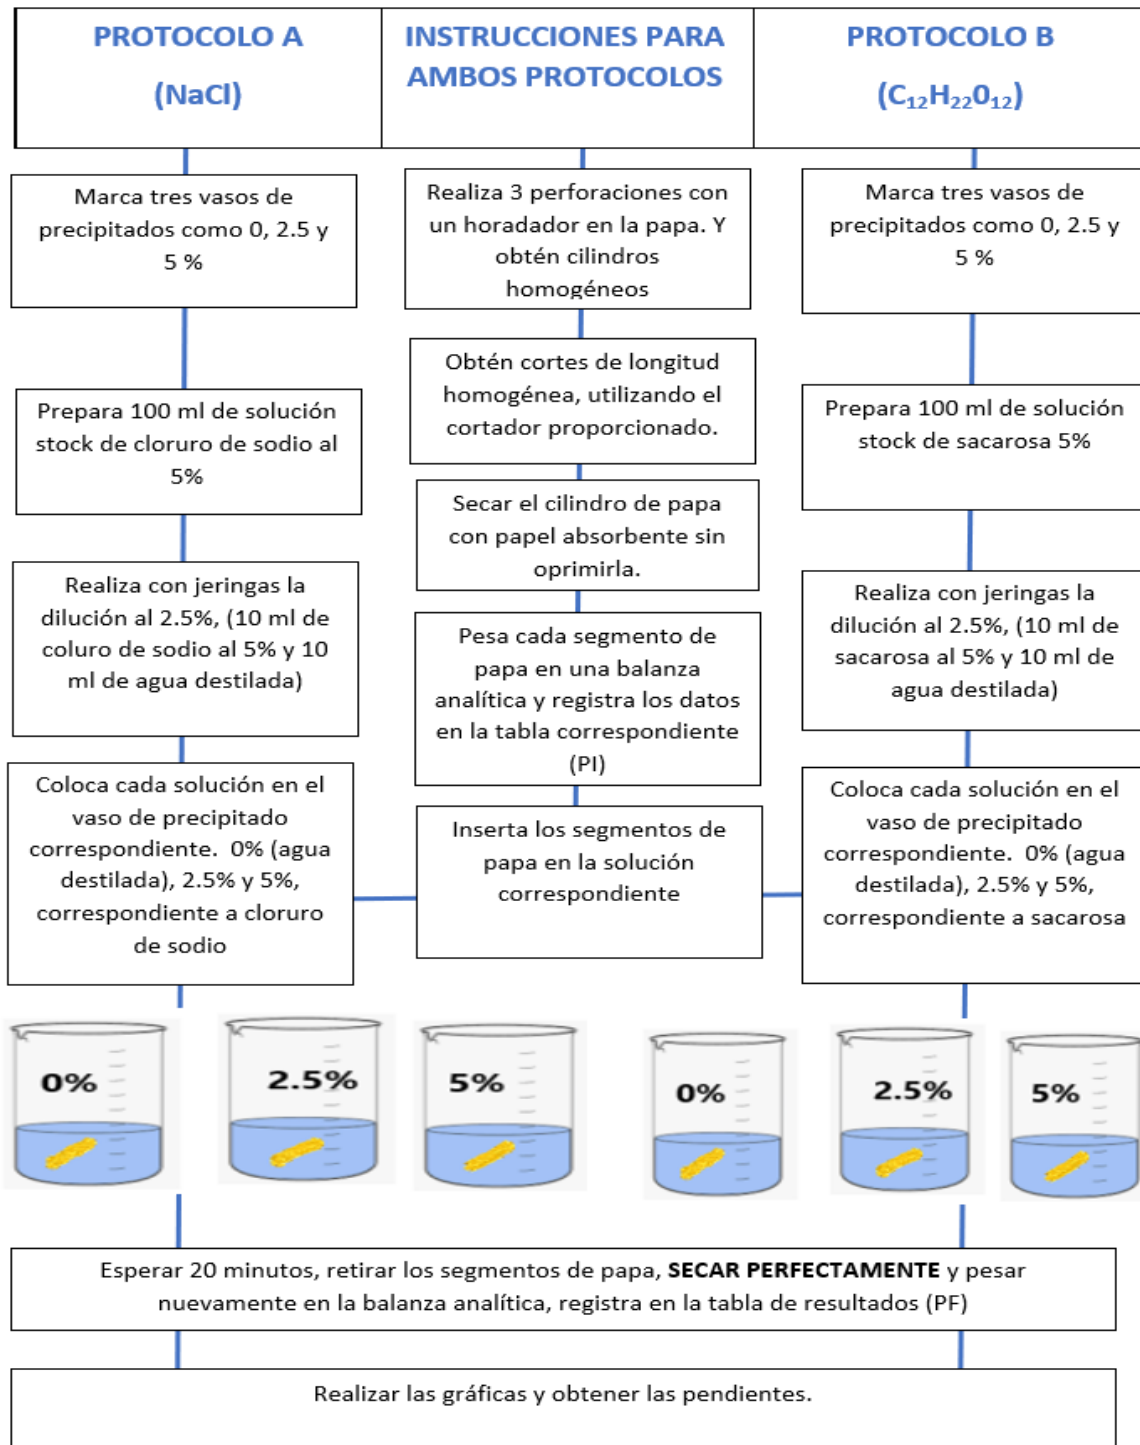 PROTOCOLO A
(NaCl)
INSTRUCCIONES PARA
AMBOS PROTOCOLOS
PROTOCOLO B
(C₁₂H₂₂0₁₂)
Marca tres vasos de
precipitados como 0, 2.5 y
5 %
Prepara 100 ml de solución
stock de cloruro de sodio al
5%
Realiza con jeringas la
dilución al 2.5%, (10 ml de
coluro de sodio al 5% y 10
ml de agua destilada)
Coloca cada solución en el
vaso de precipitado
correspondiente. 0% (agua
destilada), 2.5% y 5%,
correspondiente a cloruro
de sodio
Realiza 3 perforaciones con
un horadador en la papa. Y
obtén cilindros
homogéneos
Obtén cortes de longitud
homogénea, utilizando el
cortador proporcionado.
Secar el cilindro de papa
con papel absorbente sin
oprimirla.
Pesa cada segmento de
papa en una balanza
analítica y registra los datos
en la tabla correspondiente
(PI)
Inserta los segmentos de
papa en la solución
correspondiente
Marca tres vasos de
precipitados como 0, 2.5 y
5 %
Prepara 100 ml de solución
stock de sacarosa 5%
Realiza con jeringas la
dilución al 2.5%, (10 ml de
sacarosa al 5% y 10 ml de
agua destilada)
Coloca cada solución en el
vaso de precipitado
correspondiente. 0% (agua
destilada), 2.5% y 5%,
correspondiente a sacarosa
0%
2.5%
5%
0%
2.5%
5%
Esperar 20 minutos, retirar los segmentos de papa, SECAR PERFECTAMENTE y pesar
nuevamente en la balanza analítica, registra en la tabla de resultados (PF)
Realizar las gráficas y obtener las pendientes.